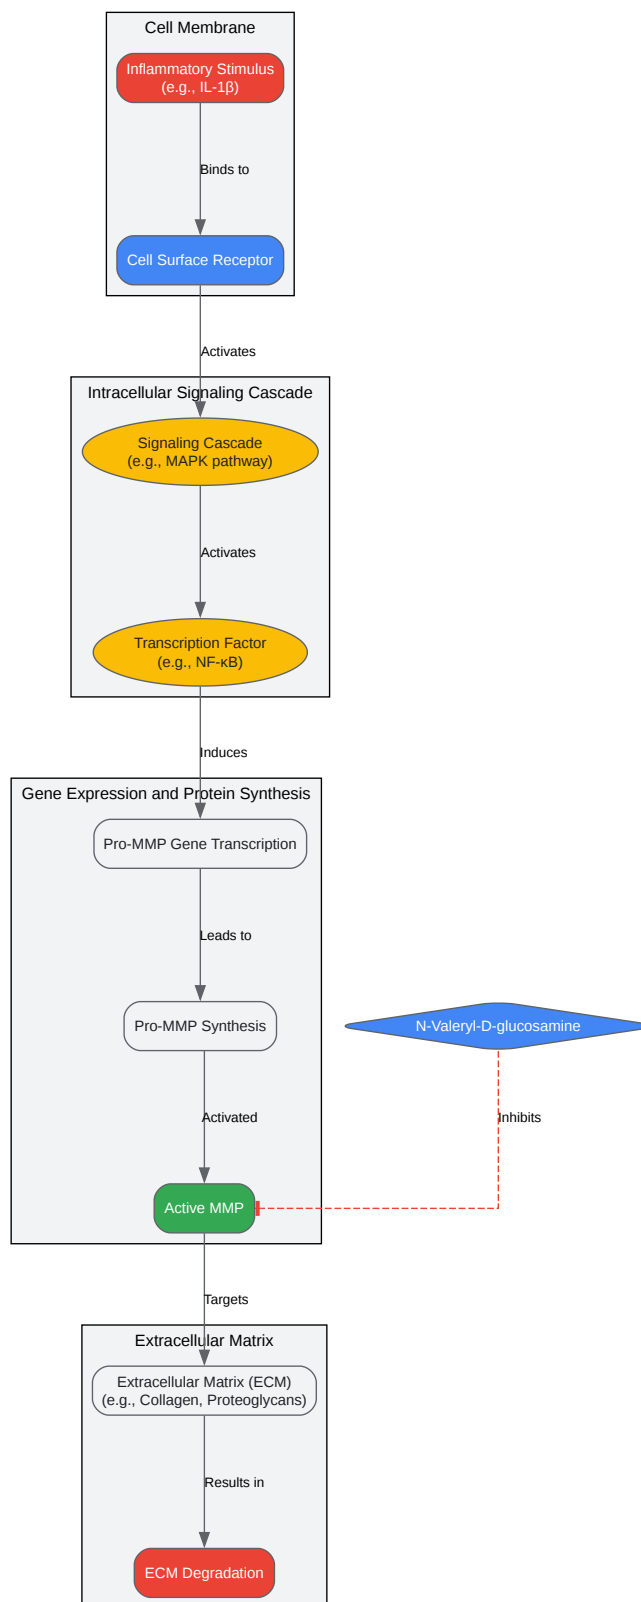 Cell Membrane
Inflammatory Stimulus
(e.g., IL-1β)
Binds to
Cell Surface Receptor
Activates
Intracellular Signaling Cascade
Signaling Cascade
(e.g., MAPK pathway)
Activates
Transcription Factor
(e.g., NF-κB)
Induces
Gene Expression and Protein Synthesis
Pro-MMP Gene Transcription
Leads to
Pro-MMP Synthesis
N-Valeryl-D-glucosamine
Activated
Inhibits
Active MMP
Targets
Extracellular Matrix
Extracellular Matrix (ECM)
(e.g., Collagen, Proteoglycans)
Results in
ECM Degradation